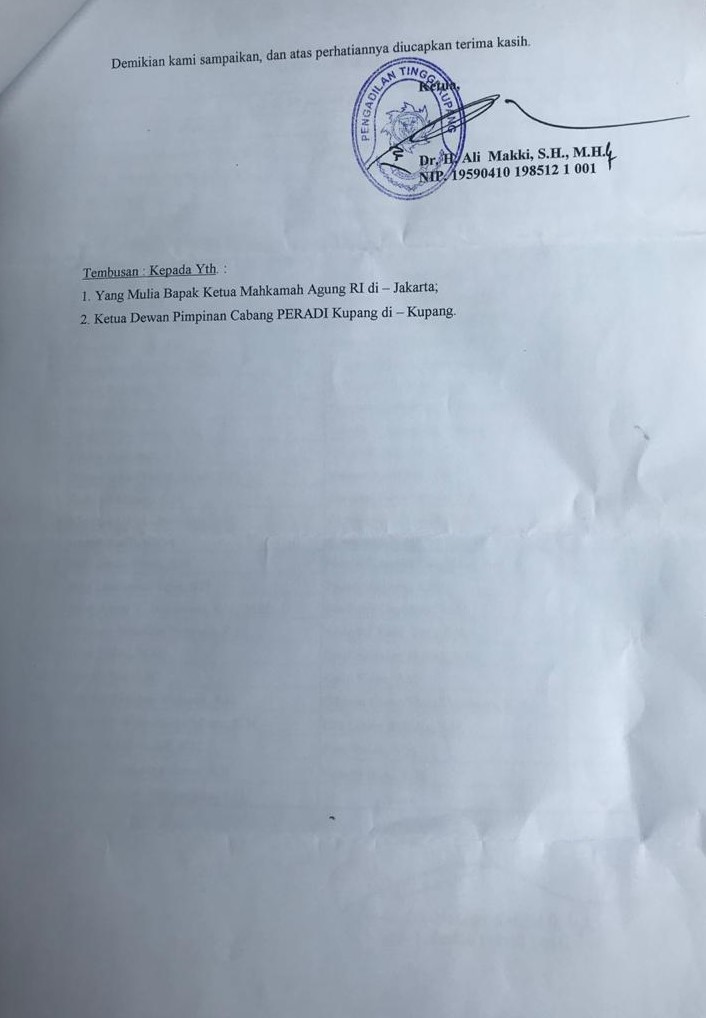 Demikian kami sampaikan, dan atas perhatiannya diucapkan terima kasih.
PENGADILAN TINGGI KUPANG
Ketua,
Dr. H. Ali Makki, S.H., M.H.
NIP. 19590410 198512 1 001
Tembusan : Kepada Yth. :
1. Yang Mulia Bapak Ketua Mahkamah Agung RI di – Jakarta;
2. Ketua Dewan Pimpinan Cabang PERADI Kupang di – Kupang.